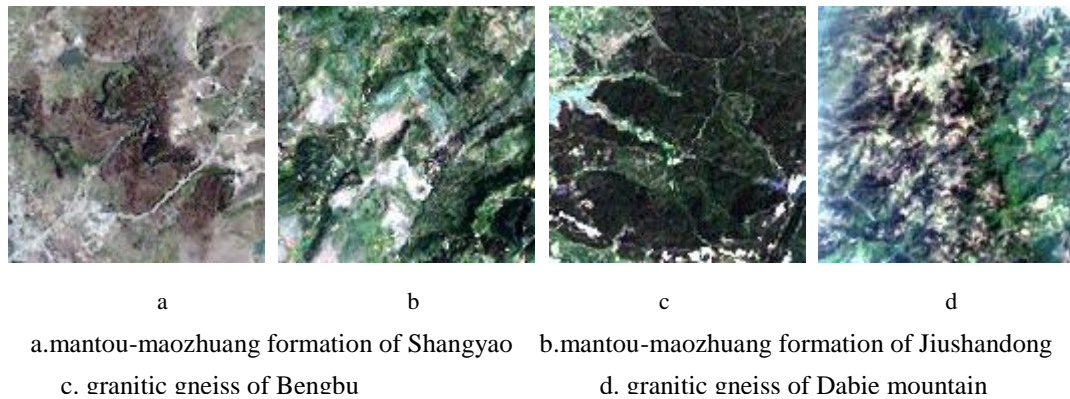 a b c d
a.mantou-maozhuang formation of Shangyao b.mantou-maozhuang formation of Jiushandong
c. granitic gneiss of Bengbu d. granitic gneiss of Dabie mountain